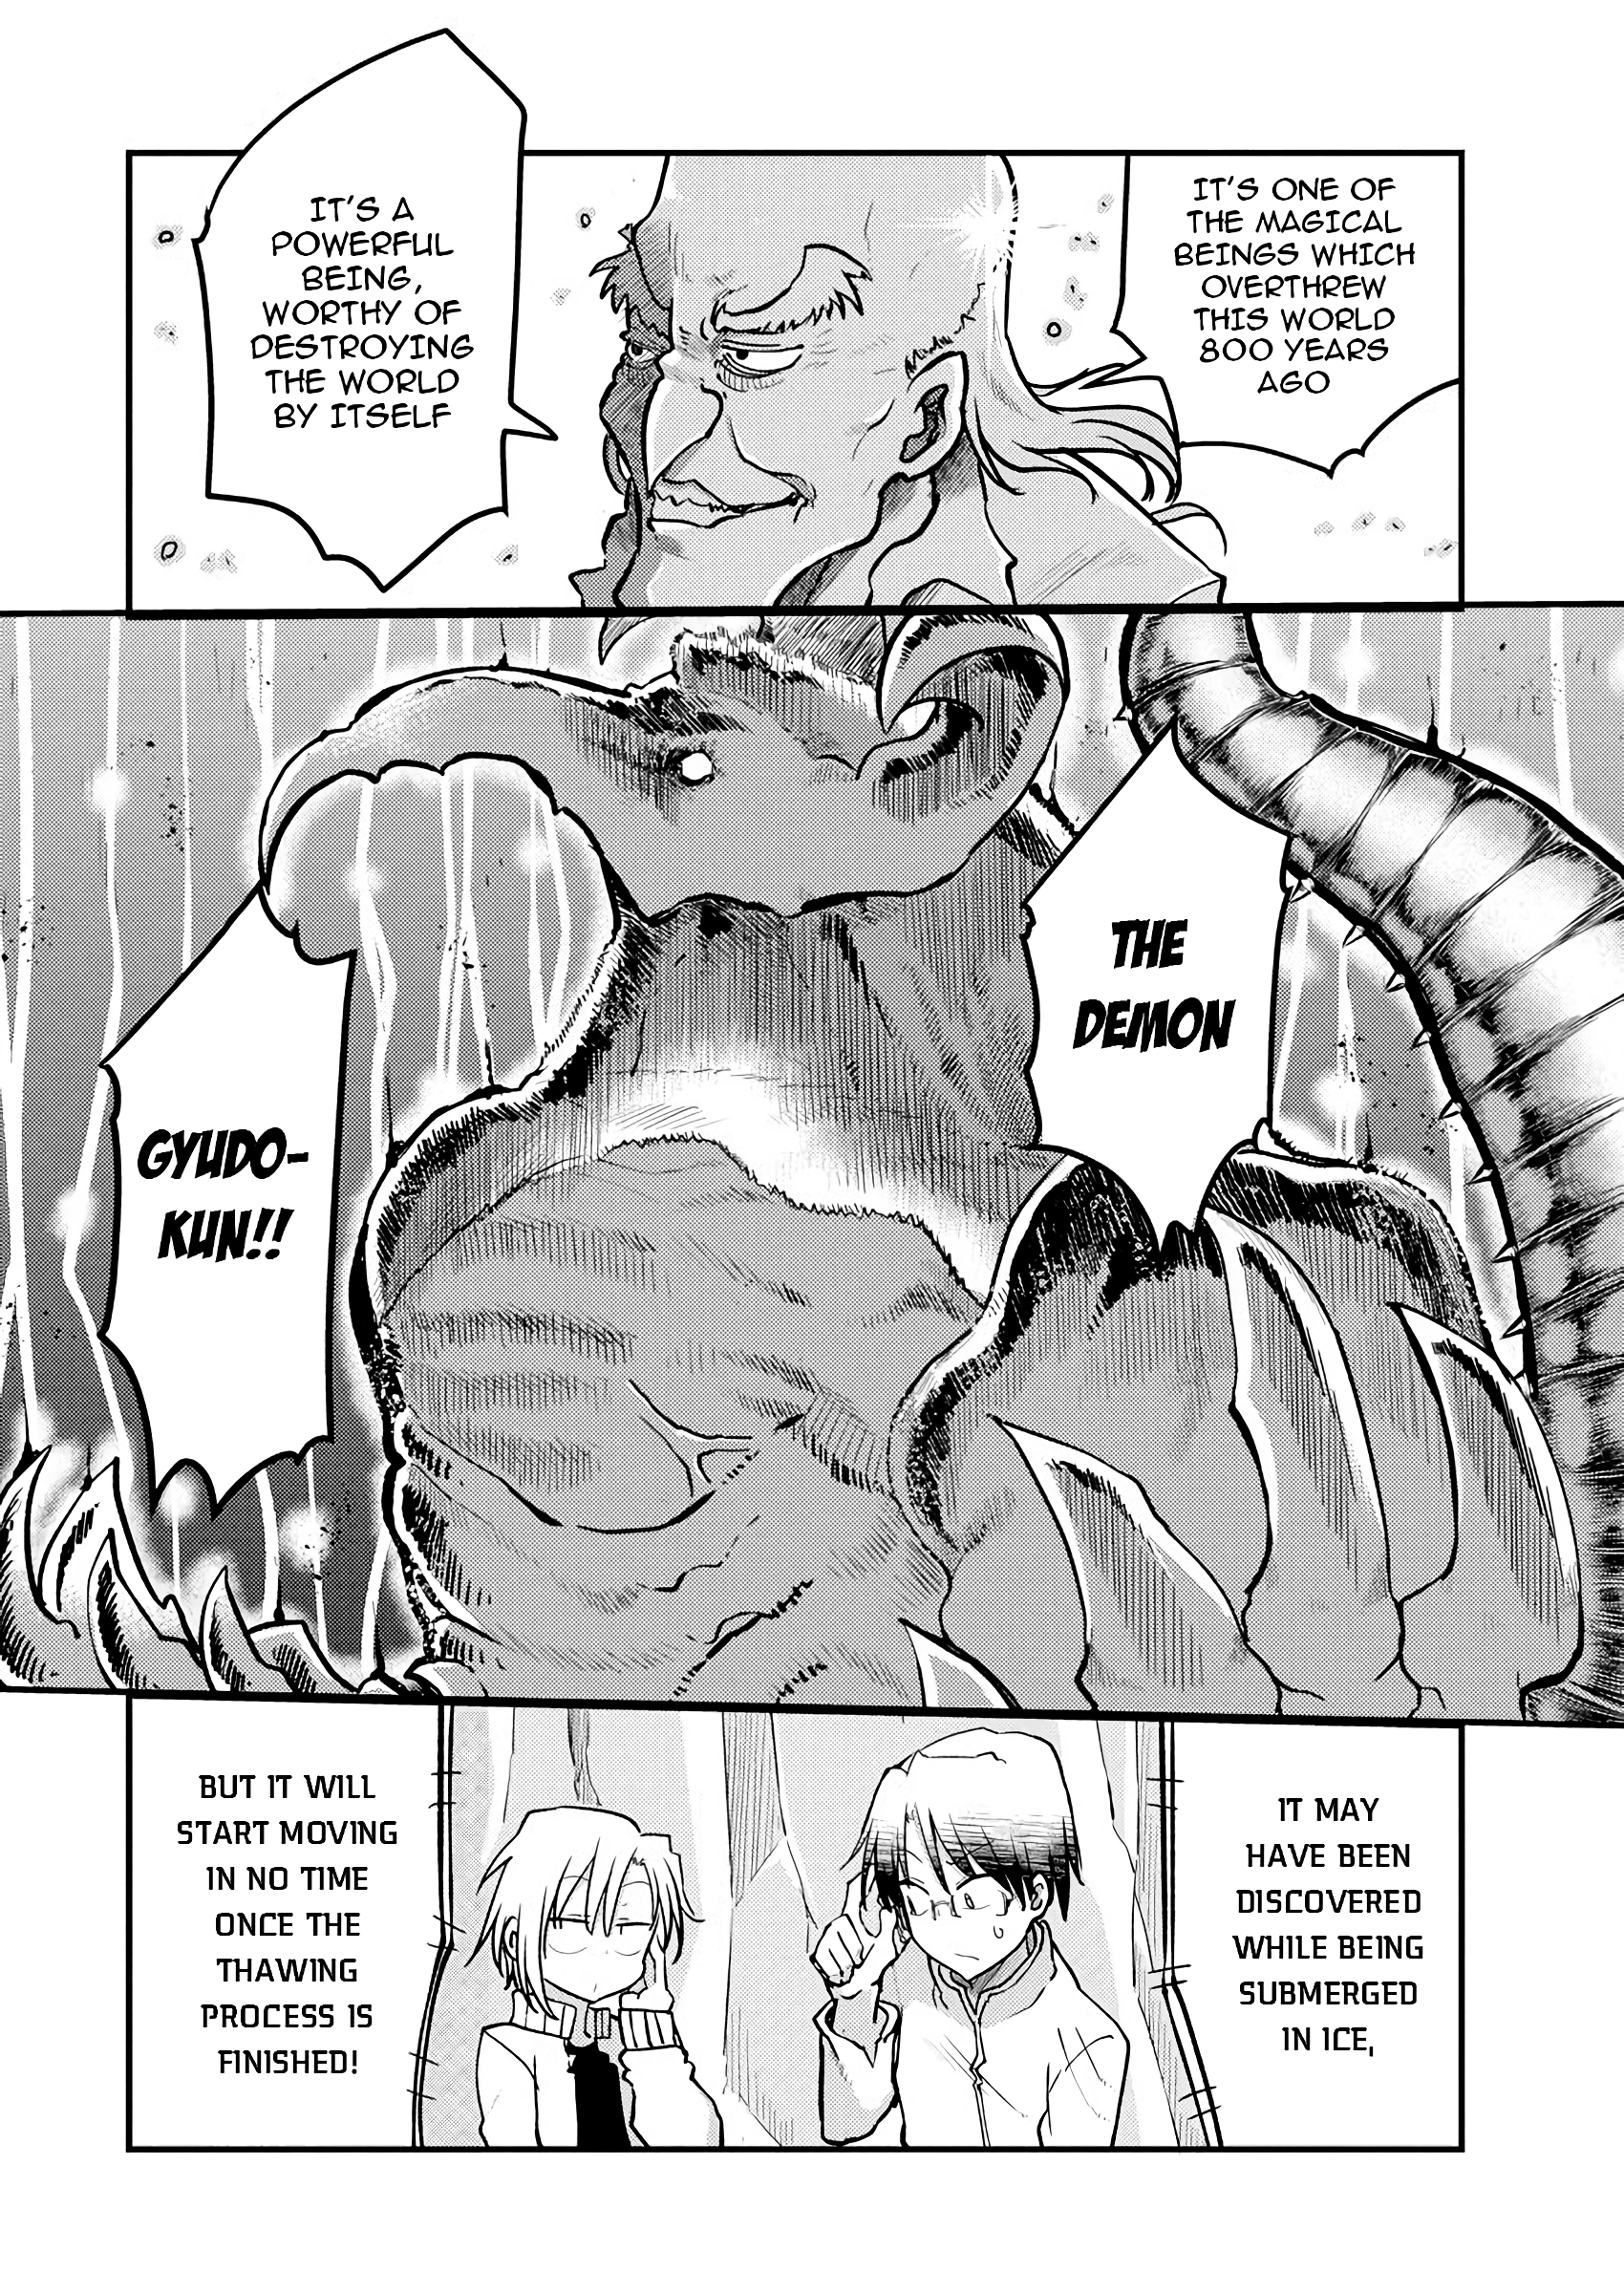 IT'S ONE OF
THE MAGICAL
BEINGS WHICH
OVERTHREW
THIS WORLD
800 YEARS
AGO
IT'S A
POWERFUL
BEING,
WORTHY OF
DESTROYING
THE WORLD
BY ITSELF
THE
DEMON
GYUDO-
KUN!!
IT MAY
HAVE BEEN
DISCOVERED
WHILE BEING
SUBMERGED
IN ICE,
BUT IT WILL
START MOVING
IN NO TIME
ONCE THE
THAWING
PROCESS IS
FINISHED!